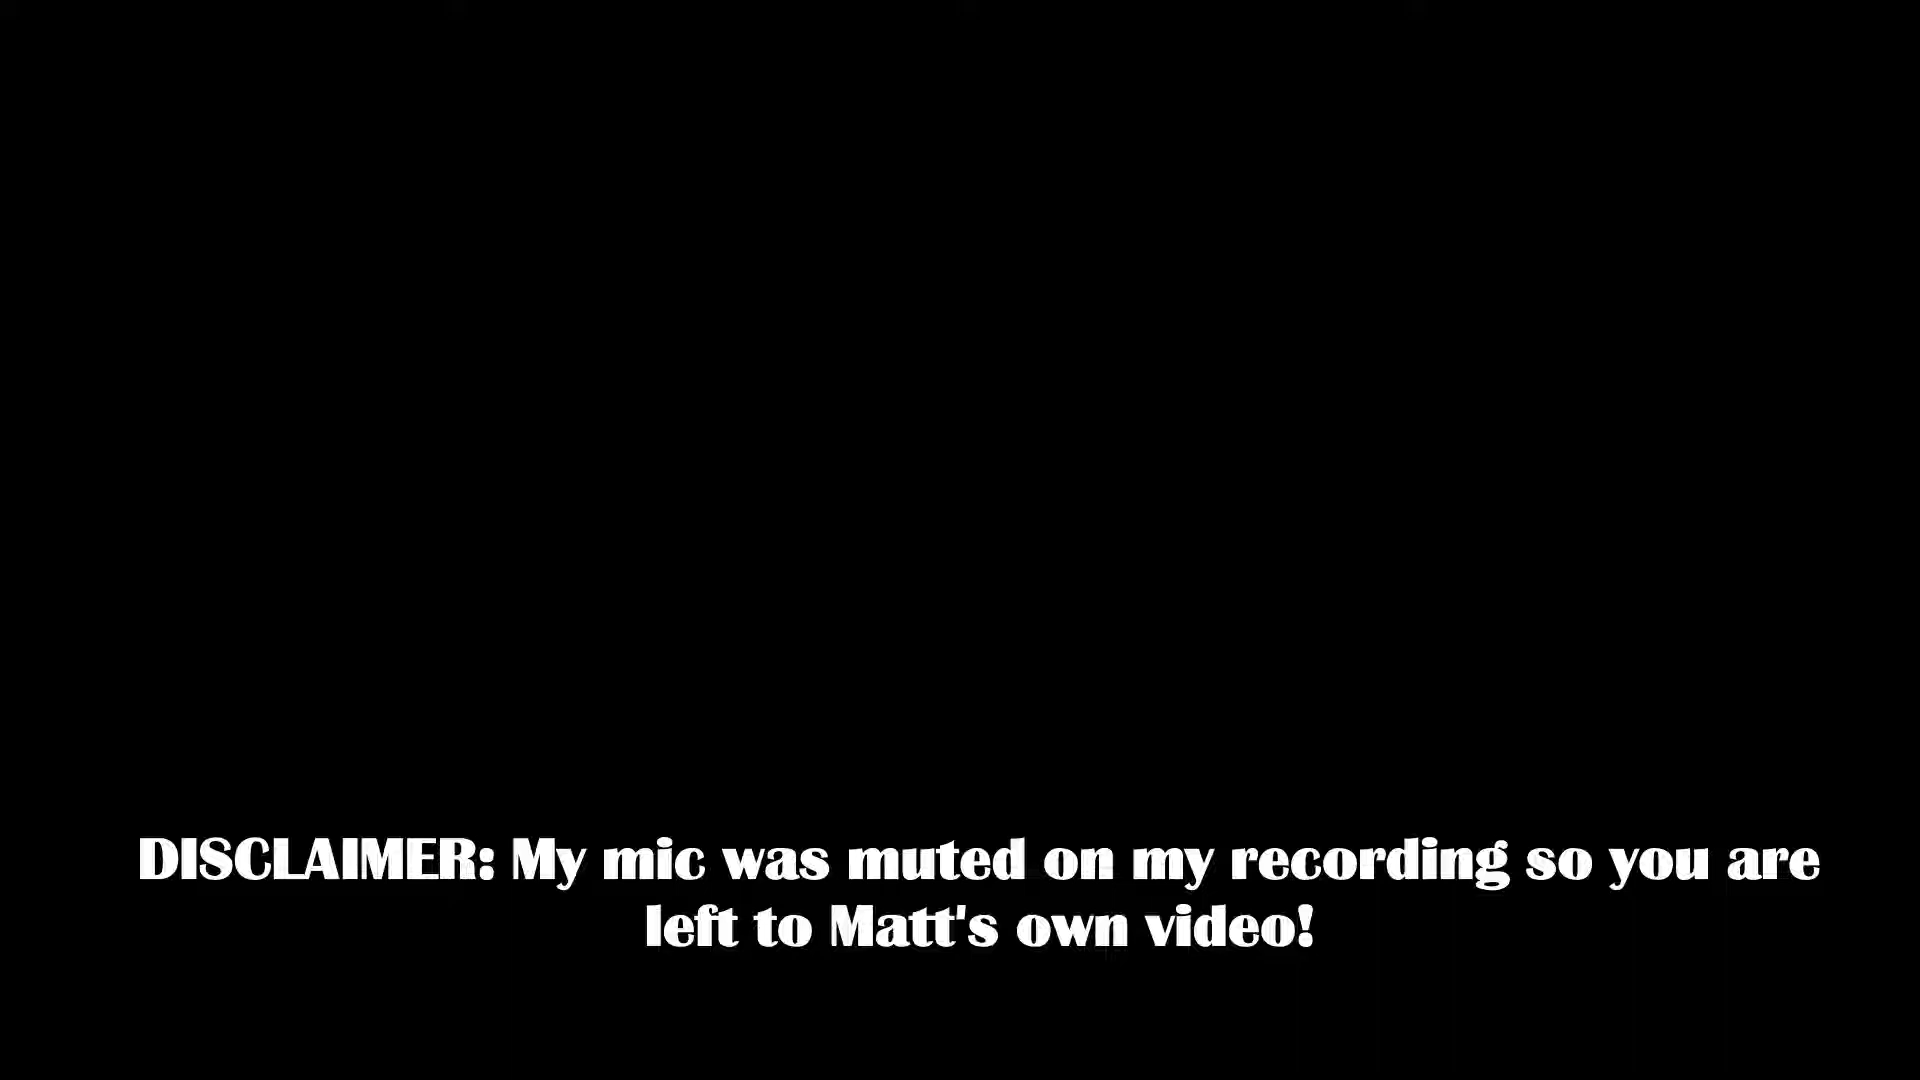 DISCLAIMER: My mic was muted on my recording so you are
left to Matt's own video!